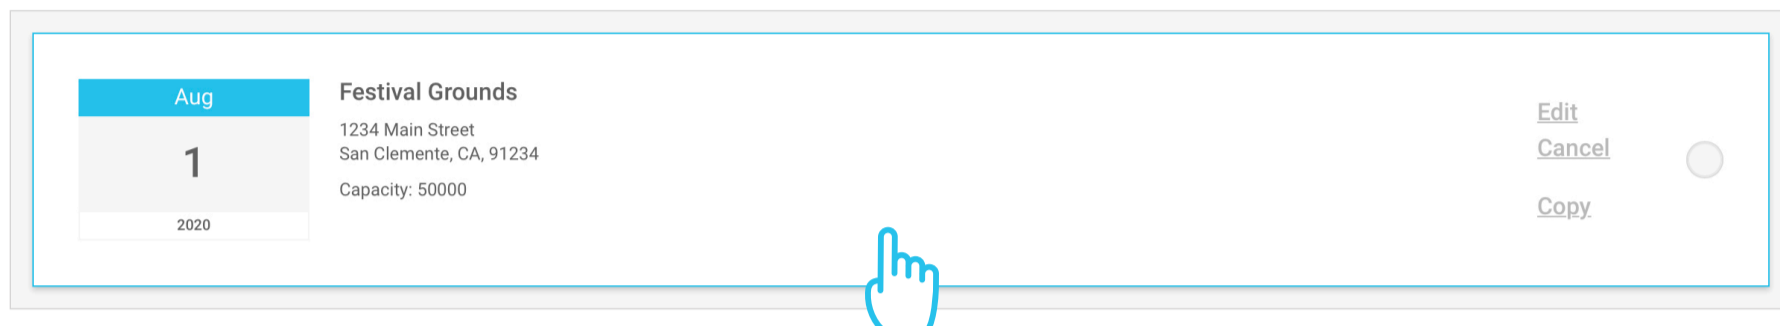 Aug
1
2020
Festival Grounds
1234 Main Street
San Clemente, CA, 91234
Capacity: 50000
Edit
Cancel
Copy